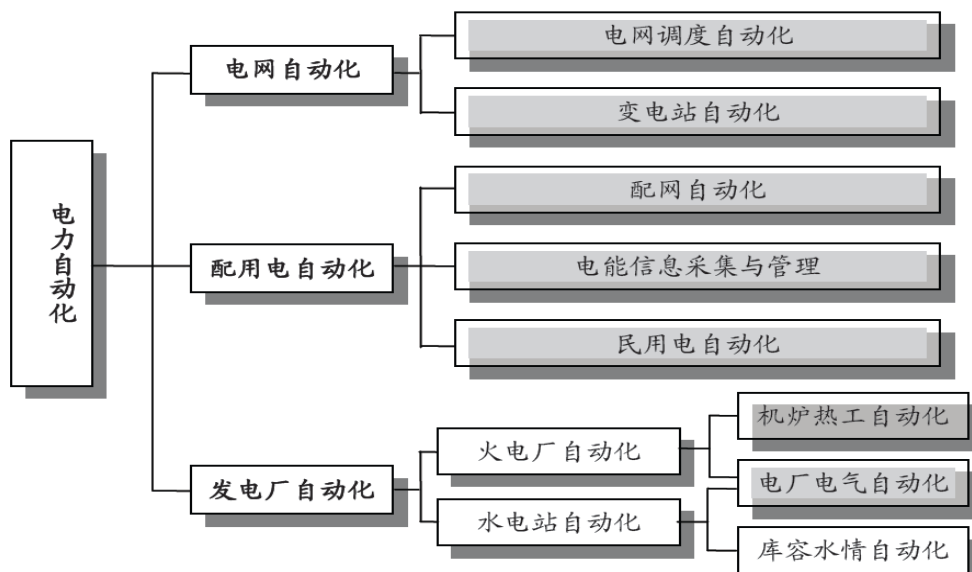 电力自动化
电网自动化
电网调度自动化
变电站自动化
配用电自动化
配网自动化
电能信息采集与管理
民用电自动化
发电厂自动化
火电厂自动化
机炉热工自动化
电厂电气自动化
水电站自动化
库容水情自动化